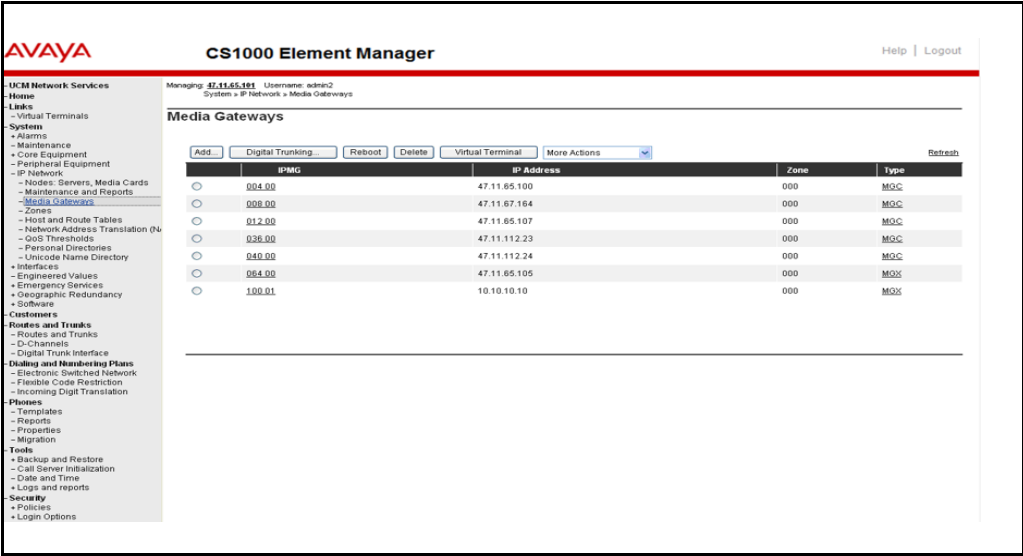 AVAYA
CS1000 Element Manager
Help | Logout
- UCM Network Services
- Home
- Links
- Virtual Terminals
- System
+ Alarms
- Maintenance
+ Core Equipment
- Peripheral Equipment
- IP Network
- Nodes: Servers, Media Cards
- Maintenance and Reports
- Media Gateways
- Zones
- Host and Route Tables
- Network Address Translation (N
- QoS Thresholds
- Personal Directories
- Unicode Name Directory
+ Interfaces
- Engineered Values
+ Emergency Services
+ Geographic Redundancy
+ Software
- Customers
- Routes and Trunks
- Routes and Trunks
- D-Channels
- Digital Trunk Interface
- Dialing and Numbering Plans
- Electronic Switched Network
- Flexible Code Restriction
- Incoming Digit Translation
- Phones
- Templates
- Reports
- Properties
- Migration
- Tools
+ Backup and Restore
- Call Server Initialization
- Date and Time
+ Logs and reports
- Security
+ Policies
+ Login Options
Managing: 47.11.65.101 Username: admin2
System » IP Network » Media Gateways
Media Gateways
Add... Digital Trunking... Reboot Delete Virtual Terminal More Actions Refresh
IPMG IP Address Zone Type
004 00 47.11.65.100 000 MGC
008 00 47.11.67.164 000 MGC
012 00 47.11.65.107 000 MGC
036 00 47.11.112.23 000 MGC
040 00 47.11.112.24 000 MGC
064 00 47.11.65.105 000 MGX
100 01 10.10.10.10 000 MGX